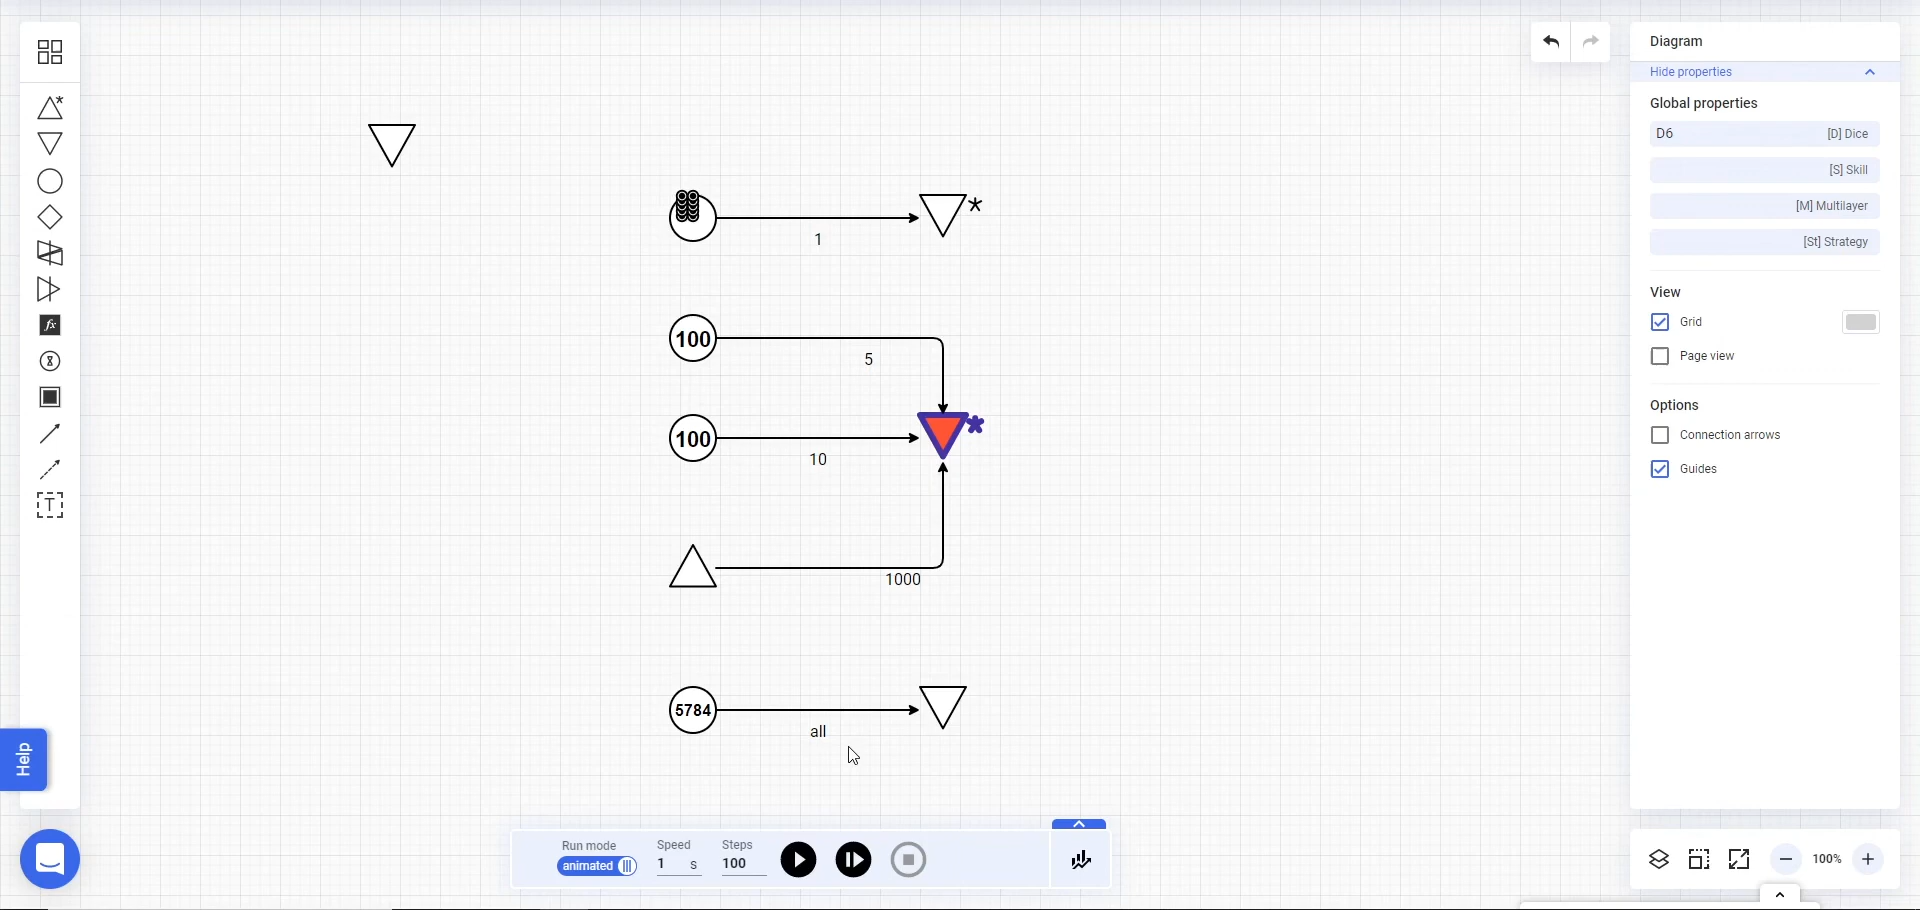 Diagram
Hide properties
Global properties
D6 [D] Dice
[S] Skill
[M] Multilayer
[St] Strategy
View
Grid
Page view
Options
Connection arrows
Guides
*
1
100
5
100
10
*
1000
5784
all
T
fx
Help
Run mode
animated
Speed
1 s
Steps
100
100%